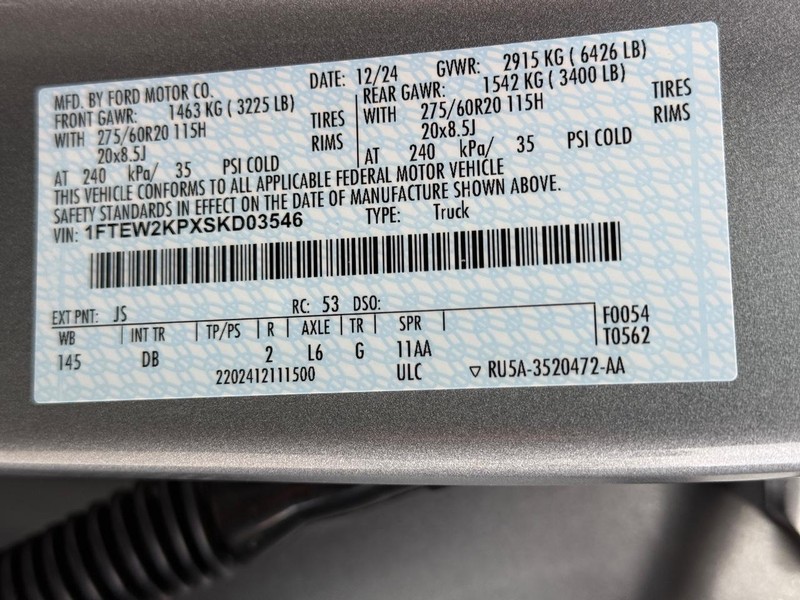 MFD. BY FORD MOTOR CO. DATE: 12/24 GVWR: 2915 KG ( 6426 LB)
FRONT GAWR: 1463 KG ( 3225 LB) REAR GAWR: 1542 KG ( 3400 LB)
WITH 275/60R20 115H TIRES WITH 275/60R20 115H TIRES
20x8.5J RIMS 20x8.5J RIMS
AT 240 kPa/ 35 PSI COLD AT 240 kPa/ 35 PSI COLD
THIS VEHICLE CONFORMS TO ALL APPLICABLE FEDERAL MOTOR VEHICLE
SAFETY STANDARDS IN EFFECT ON THE DATE OF MANUFACTURE SHOWN ABOVE.
VIN: 1FTEW2KPXSKD03546 TYPE: Truck
EXT PNT: JS RC: 53 DSO: F0054
WB INT TR TP/PS R AXLE TR SPR T0562
145 DB 2 L6 G 11AA
2202412111500 ULC ▽ RU5A-3520472-AA